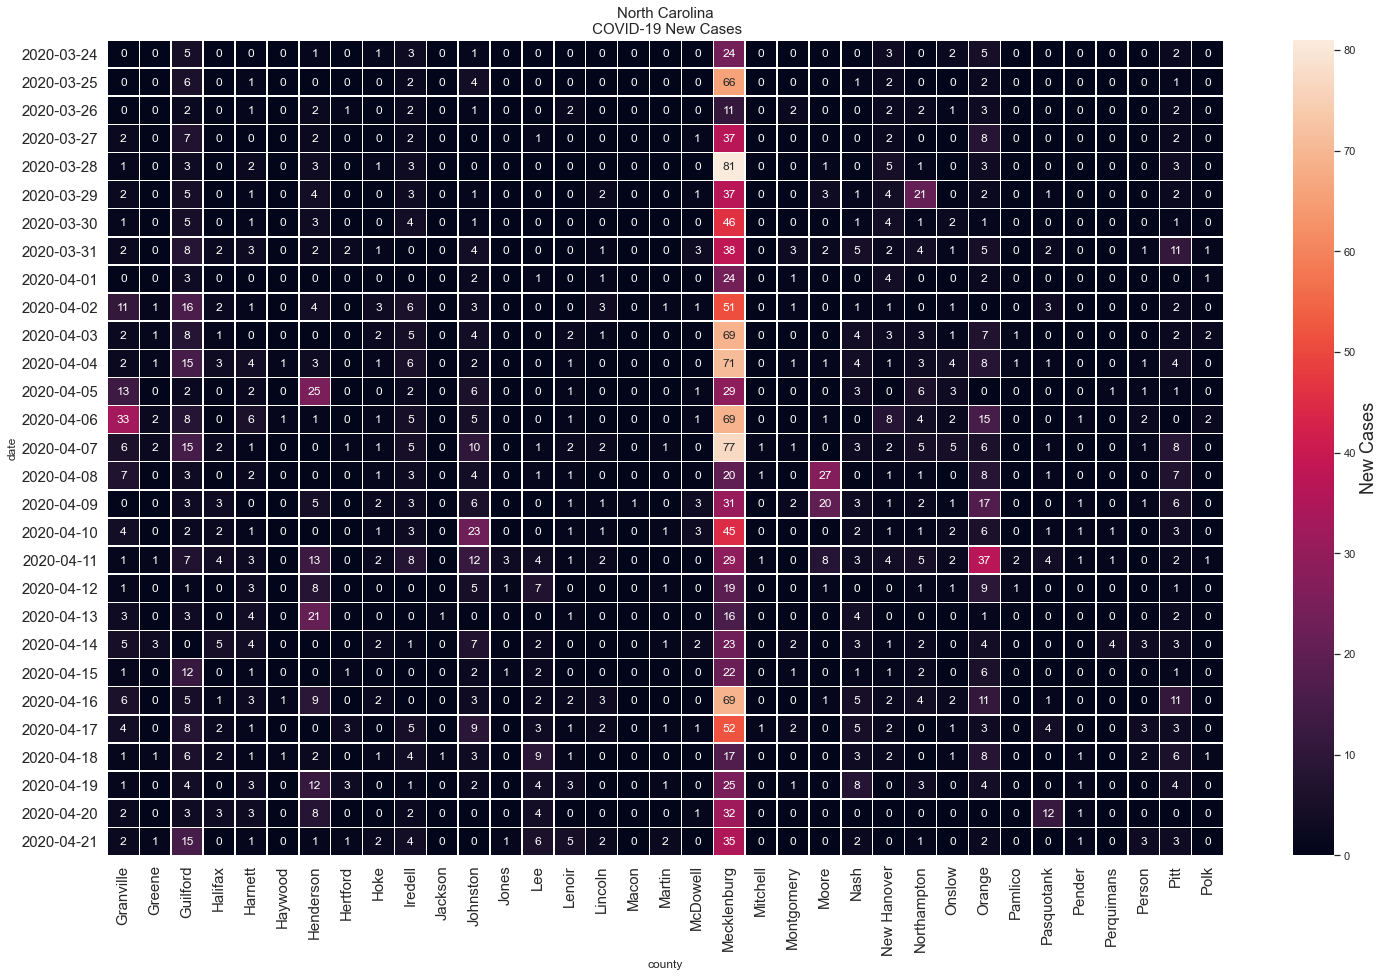 North Carolina
COVID-19 New Cases
2020-03-24 0 0 5 0 0 0 1 0 1 3 0 1 0 0 0 0 0 0 0 24 0 0 0 0 3 0 2 5 0 0 0 0 0 2 0
2020-03-25 0 0 6 0 1 0 0 0 0 2 0 4 0 0 0 0 0 0 0 66 0 0 0 1 2 0 0 2 0 0 0 0 0 1 0
2020-03-26 0 0 2 0 1 0 2 1 0 2 0 1 0 0 2 0 0 0 0 11 0 2 0 0 2 2 1 3 0 0 0 0 0 2 0
2020-03-27 2 0 7 0 0 0 2 0 0 2 0 0 0 1 0 0 0 0 1 37 0 0 0 0 2 0 0 8 0 0 0 0 0 2 0
2020-03-28 1 0 3 0 2 0 3 0 1 3 0 0 0 0 0 0 0 0 0 81 0 0 1 0 5 1 0 3 0 0 0 0 0 3 0
2020-03-29 2 0 5 0 1 0 4 0 0 3 0 1 0 0 0 2 0 0 1 37 0 0 3 1 4 21 0 2 0 1 0 0 0 2 0
2020-03-30 1 0 5 0 1 0 3 0 0 4 0 1 0 0 0 0 0 0 0 46 0 0 0 1 4 1 2 1 0 0 0 0 0 1 0
2020-03-31 2 0 8 2 3 0 2 2 1 0 0 4 0 0 0 1 0 0 3 38 0 3 2 5 2 4 1 5 0 2 0 0 1 11 1
2020-04-01 0 0 3 0 0 0 0 0 0 0 0 2 0 1 0 1 0 0 0 24 0 1 0 0 4 0 0 2 0 0 0 0 0 0 1
2020-04-02 11 1 16 2 1 0 4 0 3 6 0 3 0 0 0 3 0 1 1 51 0 1 0 1 1 0 1 0 0 3 0 0 0 2 0
2020-04-03 2 1 8 1 0 0 0 0 2 5 0 4 0 0 2 1 0 0 0 69 0 0 0 4 3 3 1 7 1 0 0 0 0 2 2
2020-04-04 2 1 15 3 4 1 3 0 1 6 0 2 0 0 1 0 0 0 0 71 0 1 1 4 1 3 4 8 1 1 0 0 1 4 0
2020-04-05 13 0 2 0 2 0 25 0 0 2 0 6 0 0 1 0 0 0 1 29 0 0 0 3 0 6 3 0 0 0 0 1 1 1 0
2020-04-06 33 2 8 0 6 1 1 0 1 5 0 5 0 0 1 0 0 0 1 69 0 0 1 0 8 4 2 15 0 0 1 0 2 0 2
2020-04-07 6 2 15 2 1 0 0 1 1 5 0 10 0 1 2 2 0 1 0 77 1 1 0 3 2 5 5 6 0 1 0 0 1 8 0
2020-04-08 7 0 3 0 2 0 0 0 1 3 0 4 0 1 1 0 0 0 0 20 1 0 27 0 1 1 0 8 0 1 0 0 0 7 0
2020-04-09 0 0 3 3 0 0 5 0 2 3 0 6 0 0 1 1 1 0 3 31 0 2 20 3 1 2 1 17 0 0 1 0 1 6 0
2020-04-10 4 0 2 2 1 0 0 0 1 3 0 23 0 0 1 1 0 1 3 45 0 0 0 2 1 1 2 6 0 1 1 1 0 3 0
2020-04-11 1 1 7 4 3 0 13 0 2 8 0 12 3 4 1 2 0 0 0 29 1 0 8 3 4 5 2 37 2 4 1 1 0 2 1
2020-04-12 1 0 1 0 3 0 8 0 0 0 0 5 1 7 0 0 0 1 0 19 0 0 1 0 0 1 1 9 1 0 0 0 0 1 0
2020-04-13 3 0 3 0 4 0 21 0 0 0 1 0 0 0 1 0 0 0 0 16 0 0 0 4 0 0 0 1 0 0 0 0 0 2 0
2020-04-14 5 3 0 5 4 0 0 0 2 1 0 7 0 2 0 0 0 1 2 23 0 2 0 3 1 2 0 4 0 0 0 4 3 3 0
2020-04-15 1 0 12 0 1 0 0 1 0 0 0 2 1 2 0 0 0 0 0 22 0 1 0 1 1 2 0 6 0 0 0 0 0 1 0
2020-04-16 6 0 5 1 3 1 9 0 2 0 0 3 0 2 2 3 0 0 0 69 0 0 1 5 2 4 2 11 0 1 0 0 0 11 0
2020-04-17 4 0 8 2 1 0 0 3 0 5 0 9 0 3 1 2 0 1 1 52 1 2 0 5 2 0 1 3 0 4 0 0 3 3 0
2020-04-18 1 1 6 2 1 1 2 0 1 4 1 3 0 9 1 0 0 0 0 17 0 0 0 3 2 0 1 8 0 1 0 0 2 6 1
2020-04-19 1 0 4 0 3 0 12 3 0 1 0 2 0 4 3 0 0 1 0 25 0 1 0 8 0 3 0 4 0 0 1 0 0 4 0
2020-04-20 2 0 3 3 3 0 8 0 0 2 0 0 0 4 0 0 0 0 1 32 0 0 0 0 0 0 0 0 0 12 1 0 0 0 0
2020-04-21 2 1 15 0 1 0 1 1 2 4 0 0 1 6 5 2 0 2 0 35 0 0 0 2 0 1 0 2 0 0 1 0 3 3 0
date
Granville
Greene
Guilford
Halifax
Harnett
Haywood
Henderson
Hertford
Hoke
Iredell
Jackson
Johnston
Jones
Lee
Lenoir
Lincoln
Macon
Martin
McDowell
Mecklenburg
Mitchell
Montgomery
Moore
Nash
New Hanover
Northampton
Onslow
Orange
Pamlico
Pasquotank
Pender
Perquimans
Person
Pitt
Polk
county
80
70
60
50
40
30
20
10
0
New Cases